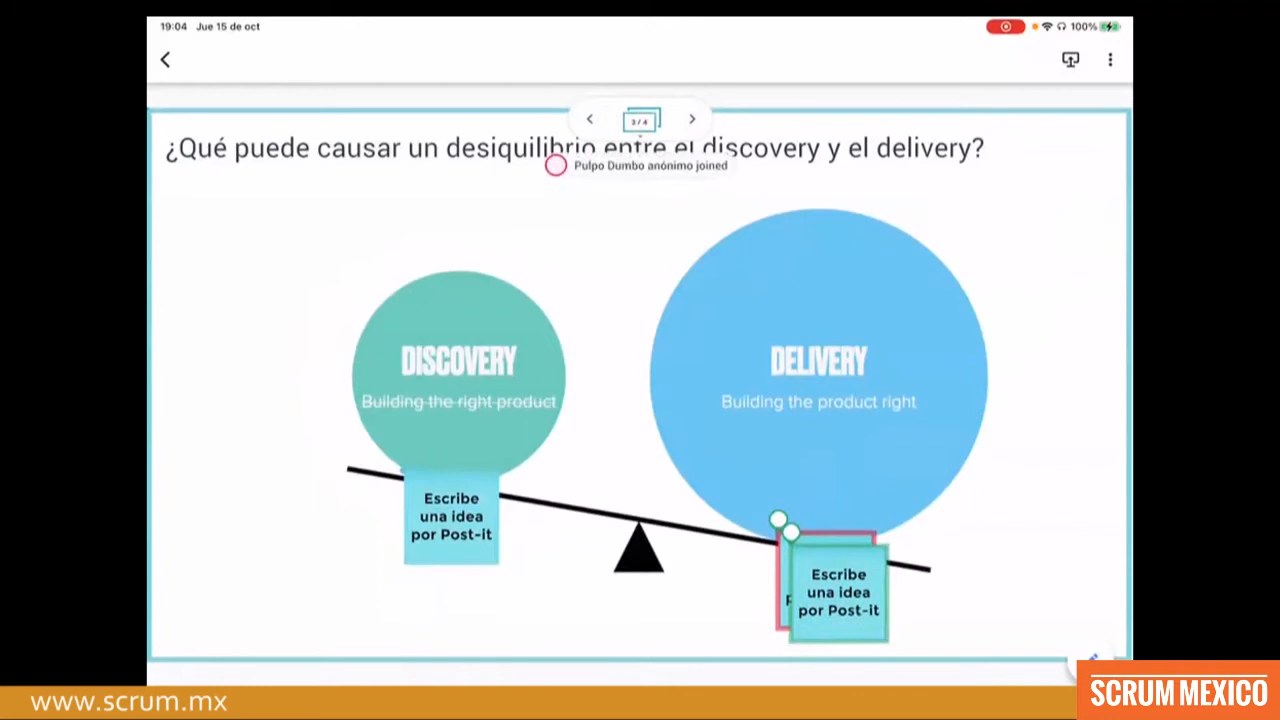 19:04 Jue 15 de oct
100%
3 / 4
¿Qué puede causar un desiquilibrio entre el discovery y el delivery?
Pulpo Dumbo anónimo joined
DISCOVERY
Building the right product
DELIVERY
Building the product right
Escribe
una idea
por Post-it
Escribe
una idea
por Post-it
www.scrum.mx
SCRUM MEXICO